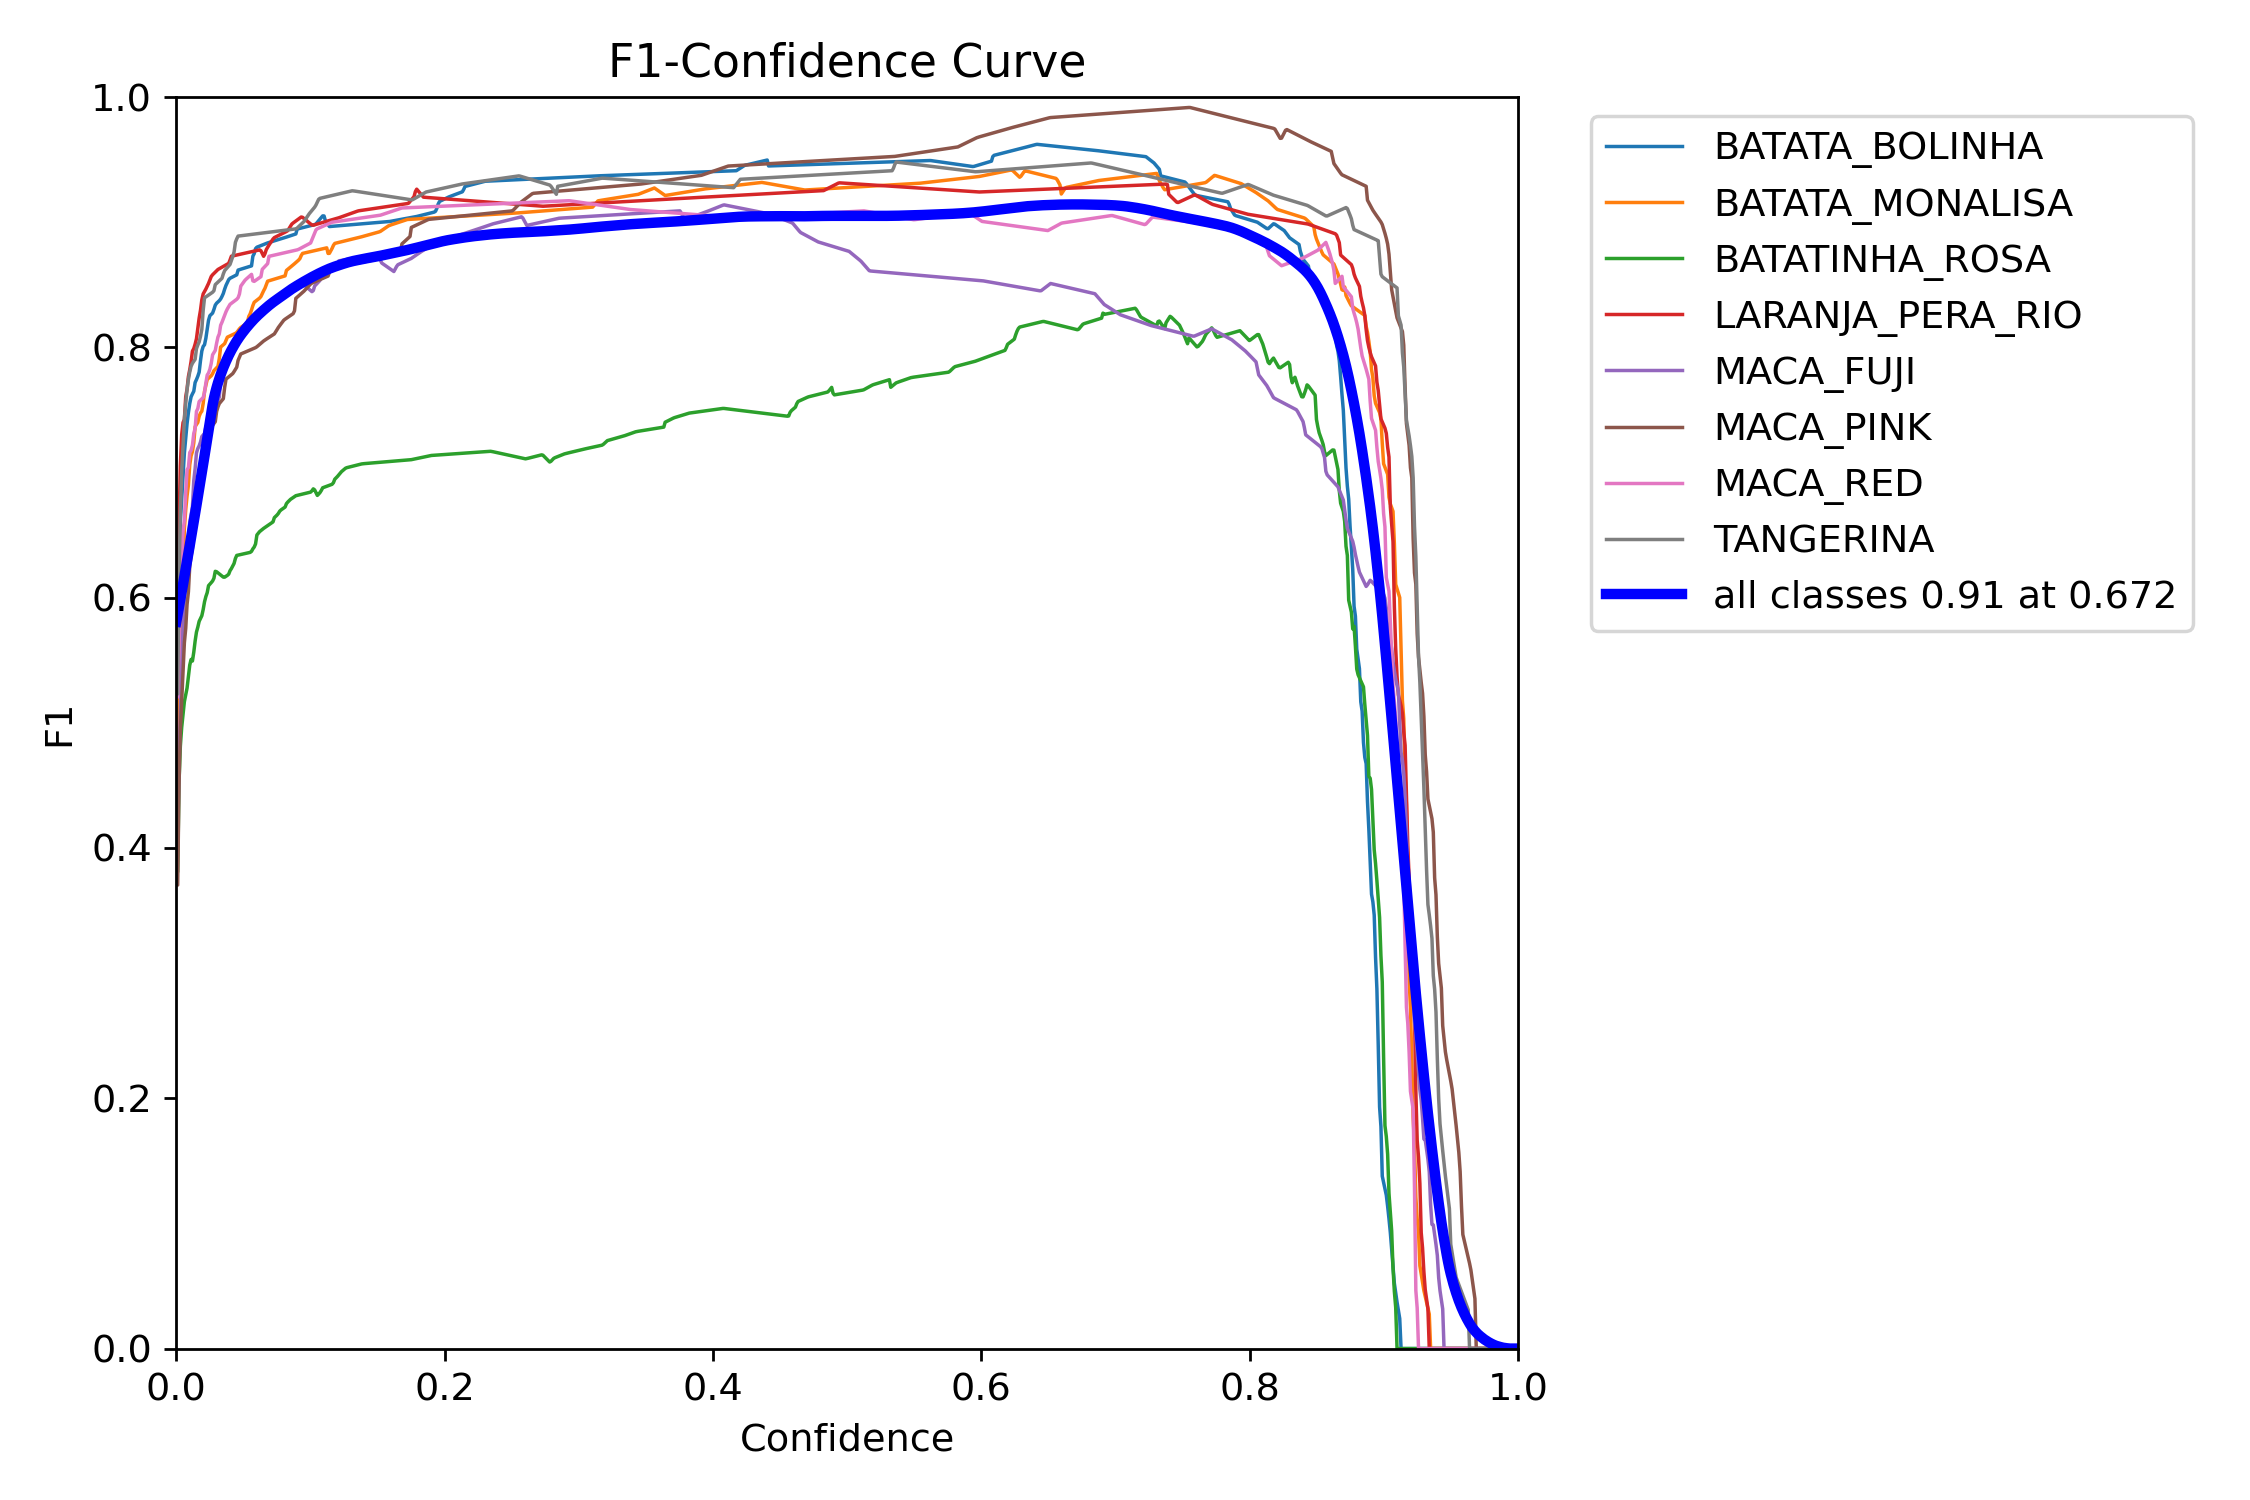 F1-Confidence Curve
1.0
0.8
0.6
0.4
0.2
0.0
F1
0.0 0.2 0.4 0.6 0.8 1.0
Confidence
BATATA_BOLINHA
BATATA_MONALISA
BATATINHA_ROSA
LARANJA_PERA_RIO
MACA_FUJI
MACA_PINK
MACA_RED
TANGERINA
all classes 0.91 at 0.672